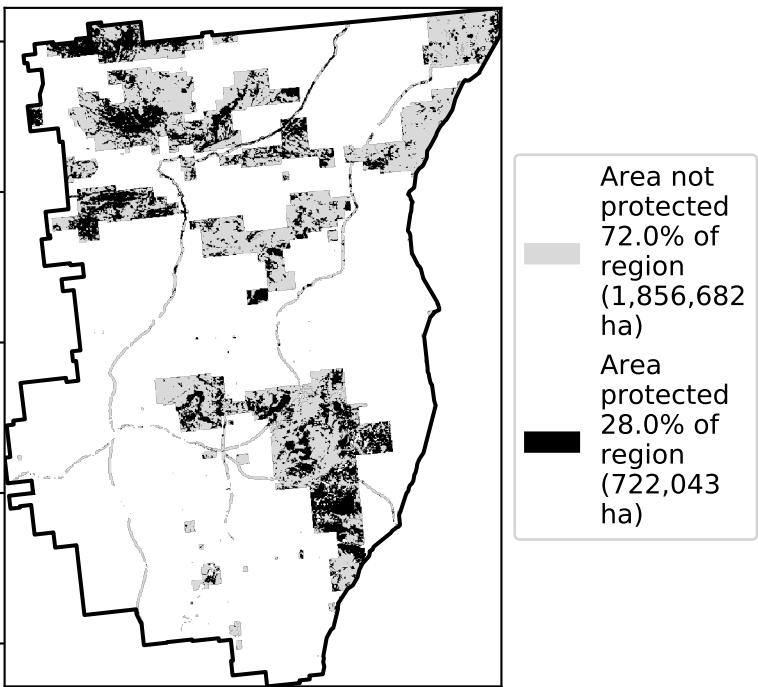 Area not
protected
72.0% of
region
(1,856,682
ha)
Area
protected
28.0% of
region
(722,043
ha)